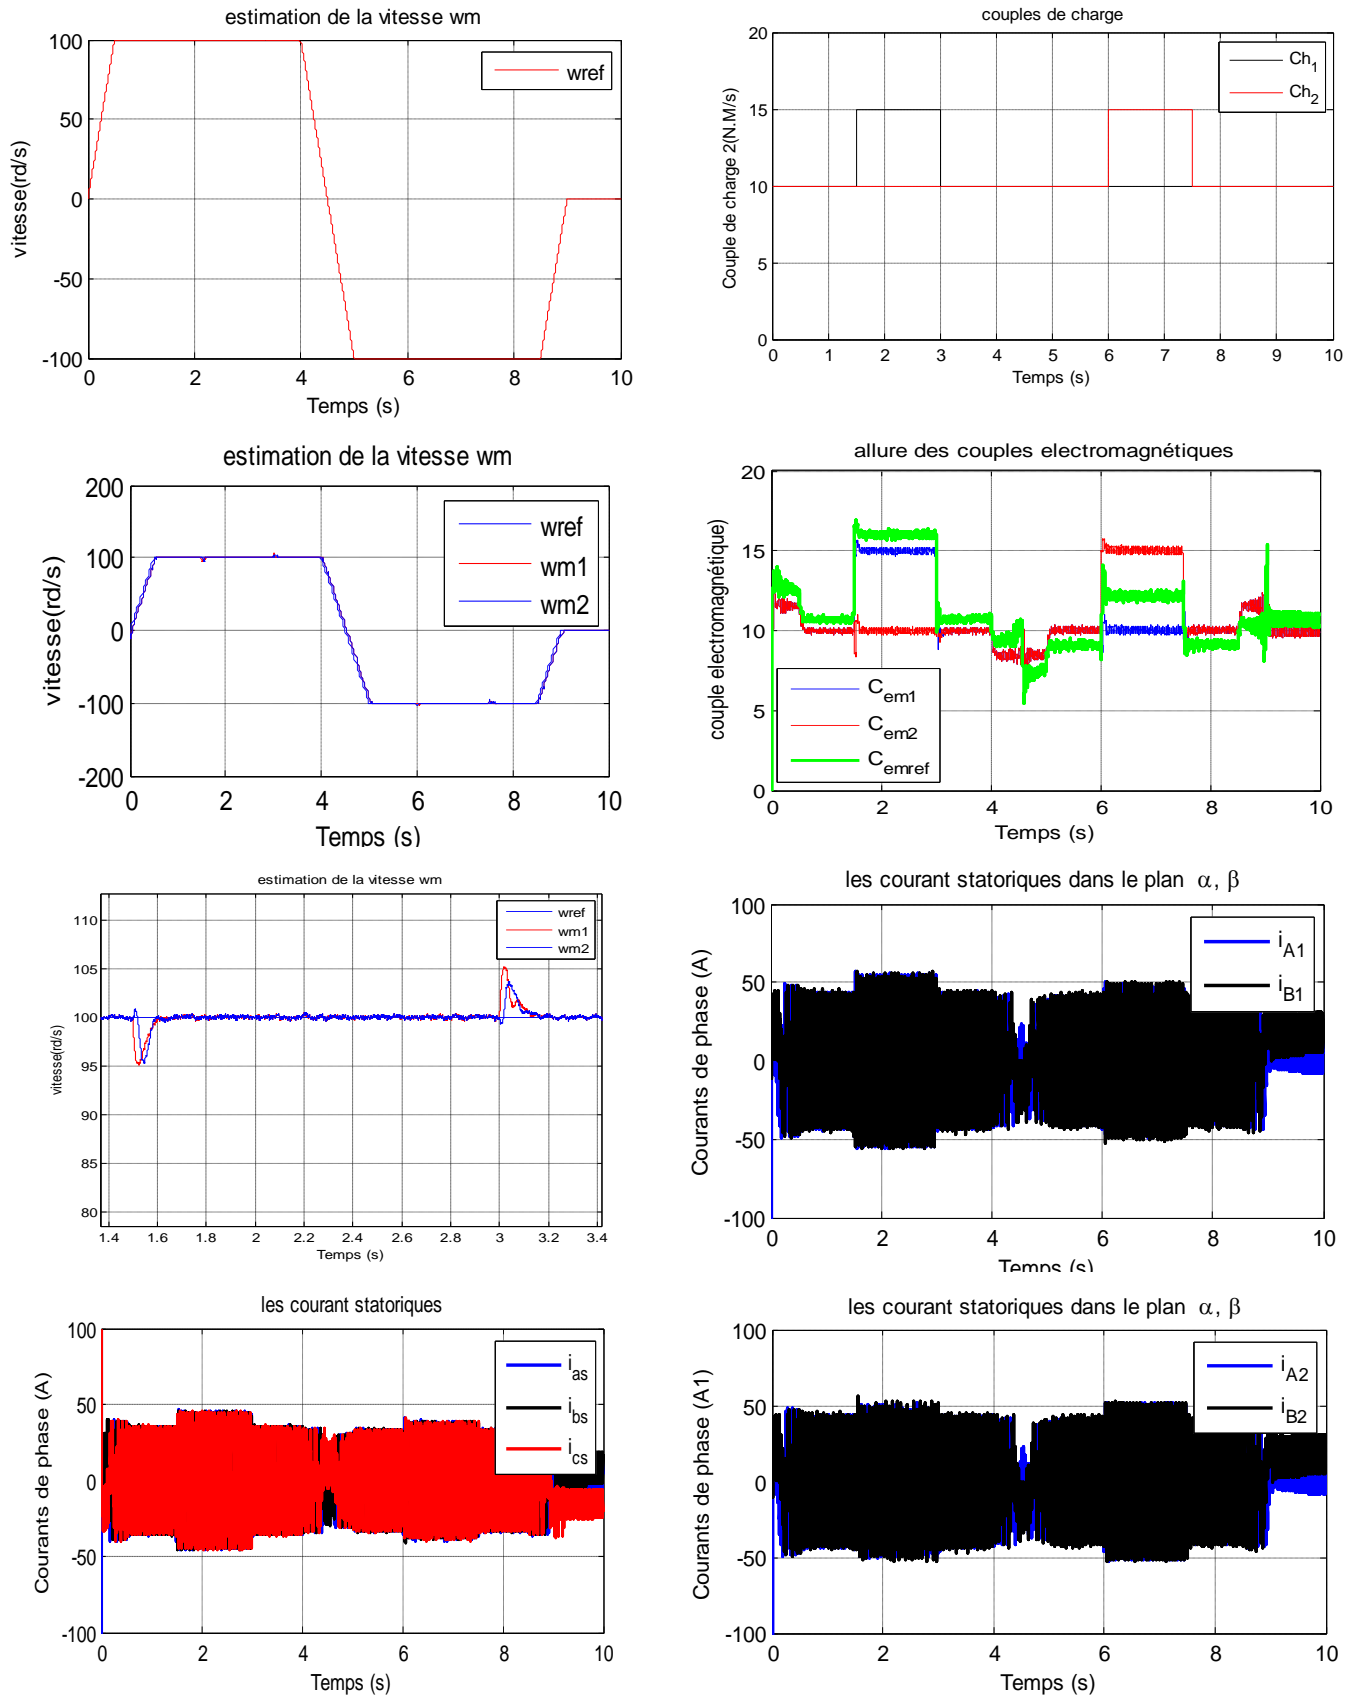 estimation de la vitesse wm
100
50
0
-50
-100
vitesse(rd/s)
wref
0 2 4 6 8 10
Temps (s)
couples de charge
20
15
10
5
0
Couple de charge 2(N.M/s)
Ch1
Ch2
0 1 2 3 4 5 6 7 8 9 10
Temps (s)
estimation de la vitesse wm
200
100
0
-100
-200
vitesse(rd/s)
wref
wm1
wm2
0 2 4 6 8 10
Temps (s)
allure des couples electromagnétiques
20
15
10
5
0
couple electromagnétique)
Cem1
Cem2
Cemref
0 2 4 6 8 10
Temps (s)
estimation de la vitesse wm
110
105
100
95
90
85
80
vitesse(rd/s)
wref
wm1
wm2
1.4 1.6 1.8 2 2.2 2.4 2.6 2.8 3 3.2 3.4
Temps (s)
les courant statoriques dans le plan α, β
100
50
0
-50
-100
Courants de phase (A)
iA1
iB1
0 2 4 6 8 10
Temps (s)
les courant statoriques
100
50
0
-50
-100
Courants de phase (A)
ias
ibs
ics
0 2 4 6 8 10
Temps (s)
les courant statoriques dans le plan α, β
100
50
0
-50
-100
Courants de phase (A1)
iA2
iB2
0 2 4 6 8 10
Temps (s)